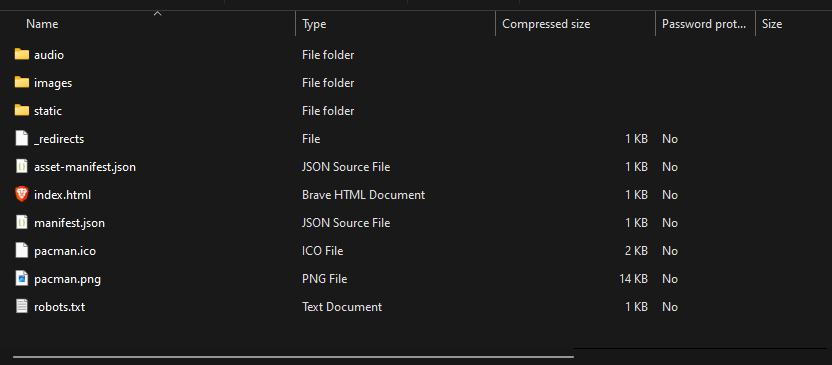 Name Type Compressed size Password prot... Size
audio File folder
images File folder
static File folder
_redirects File 1 KB No
asset-manifest.json JSON Source File 1 KB No
index.html Brave HTML Document 1 KB No
manifest.json JSON Source File 1 KB No
pacman.ico ICO File 2 KB No
pacman.png PNG File 14 KB No
robots.txt Text Document 1 KB No